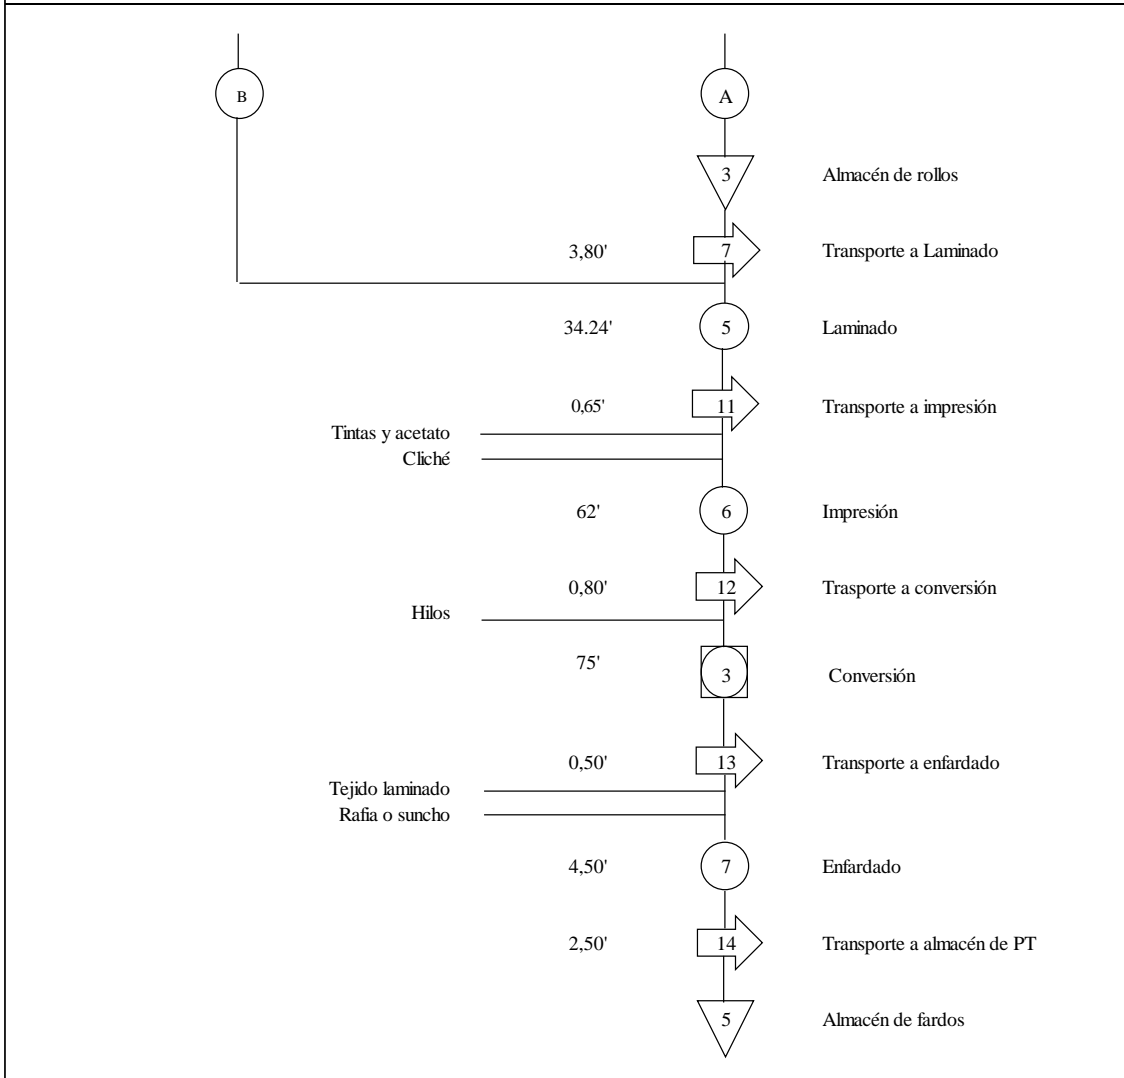 B
A
3 Almacén de rollos
3,80' 7 Transporte a Laminado
34.24' 5 Laminado
0,65' 11 Transporte a impresión
Tintas y acetato
Cliché
62' 6 Impresión
0,80' 12 Trasporte a conversión
Hilos
75' 3 Conversión
0,50' 13 Transporte a enfardado
Tejido laminado
Rafia o suncho
4,50' 7 Enfardado
2,50' 14 Transporte a almacén de PT
5 Almacén de fardos